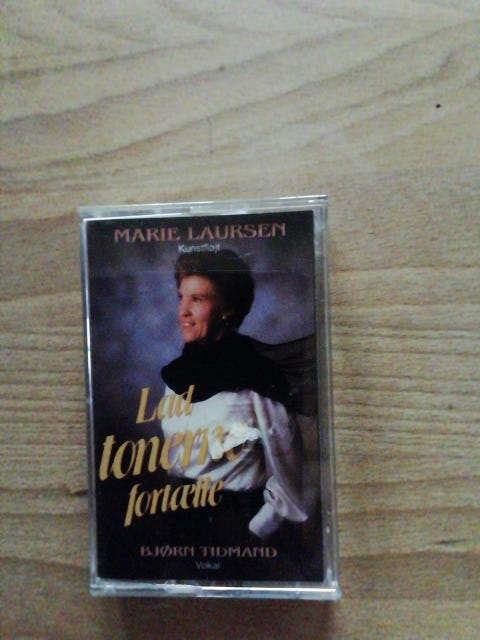 MARIE LAURSEN
Kunstfløjt
Lad
tonerne
fortælle
BJØRN TIDMAND
Vokal